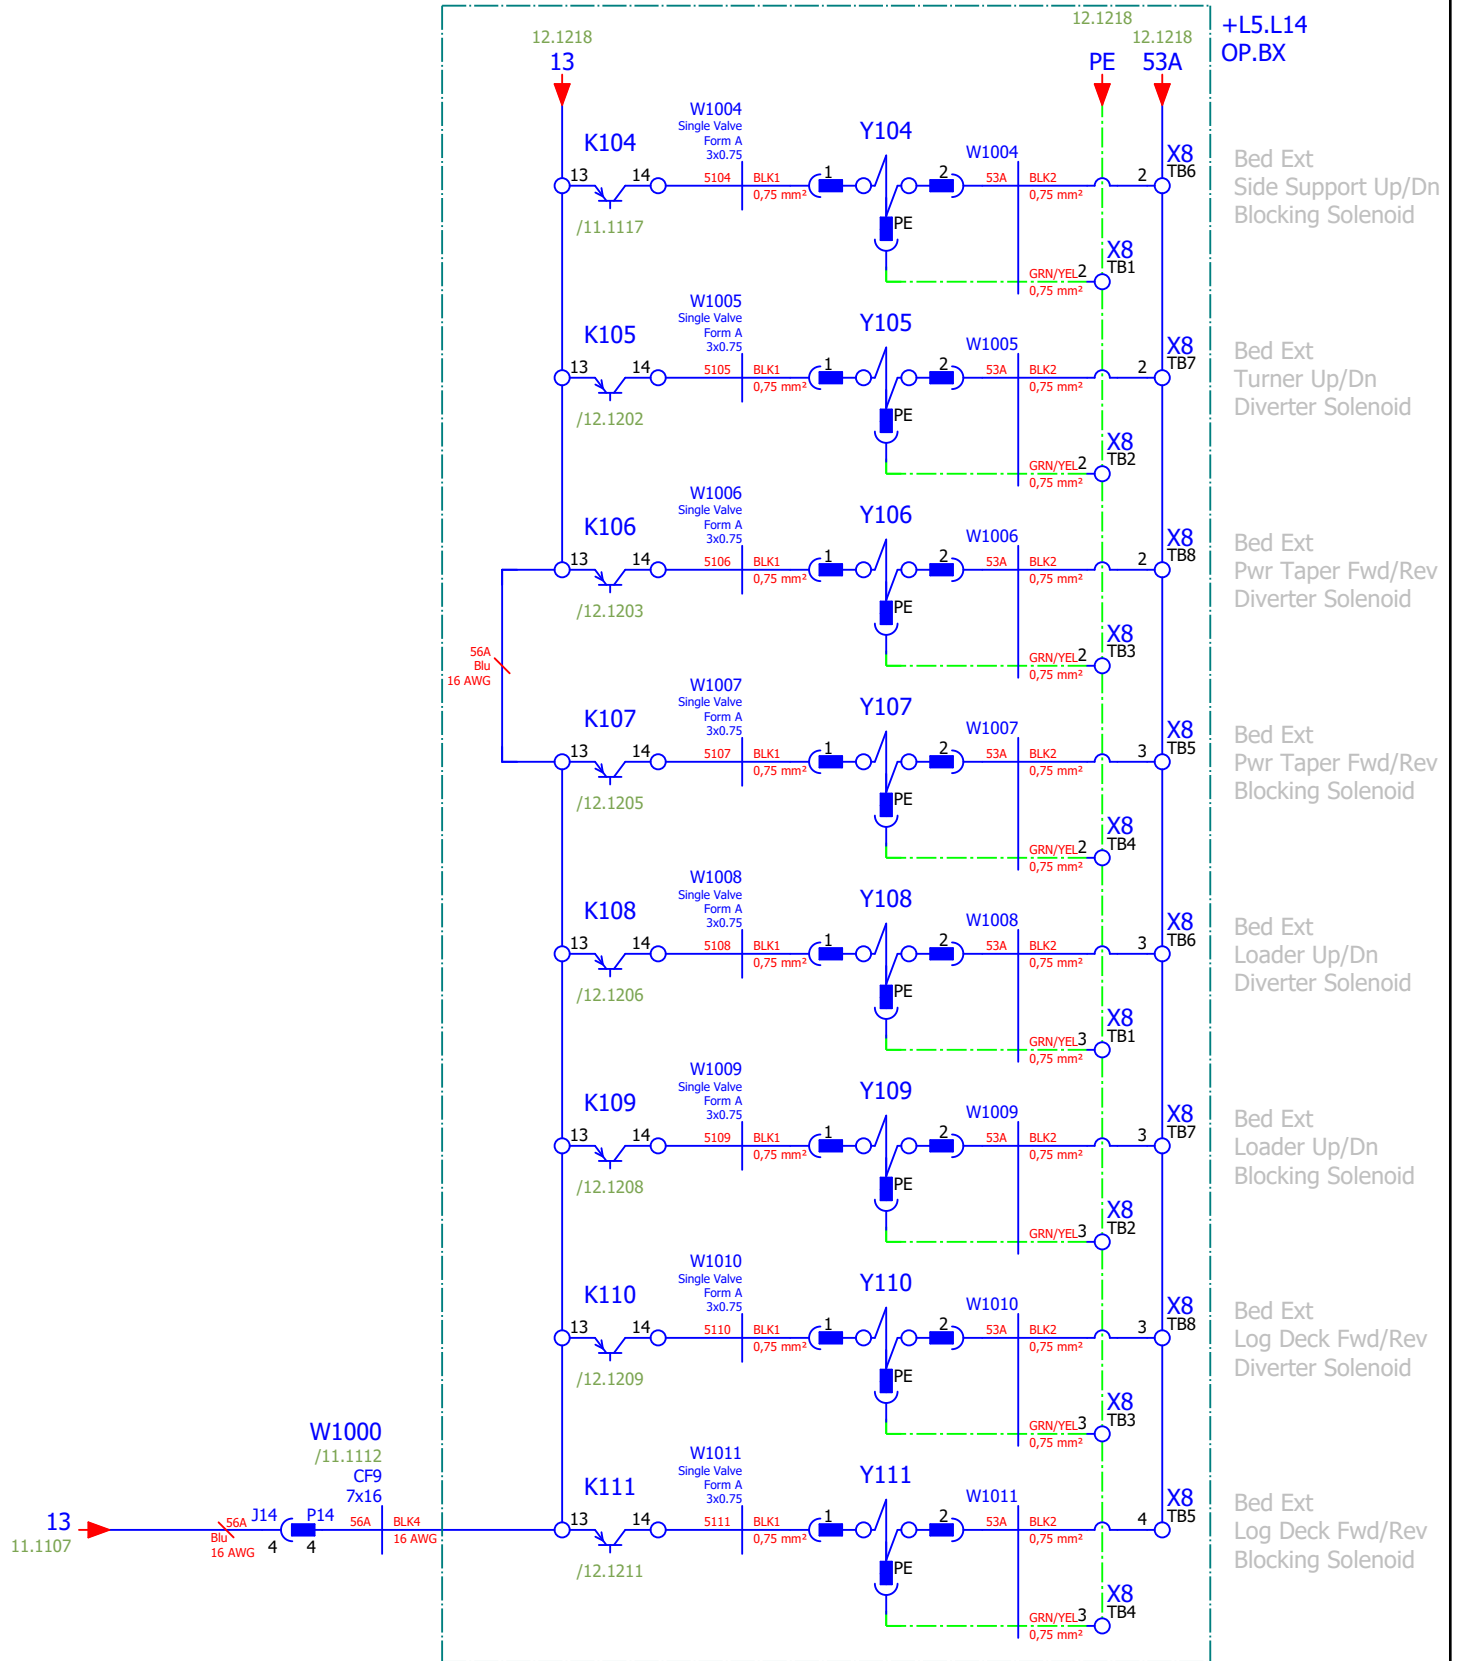 12.1218
13
12.1218
PE
12.1218
53A
+L5.L14
OP.BX
K104
13
14
/11.1117
W1004
Single Valve
Form A
3x0.75
5104
BLK1
0,75 mm²
1
Y104
2
PE
W1004
53A
BLK2
0,75 mm²
2
X8
TB6
GRN/YEL
0,75 mm²
2
X8
TB1
Bed Ext
Side Support Up/Dn
Blocking Solenoid
K105
13
14
/12.1202
W1005
Single Valve
Form A
3x0.75
5105
BLK1
0,75 mm²
1
Y105
2
PE
W1005
53A
BLK2
0,75 mm²
2
X8
TB7
GRN/YEL
0,75 mm²
2
X8
TB2
Bed Ext
Turner Up/Dn
Diverter Solenoid
K106
13
14
/12.1203
W1006
Single Valve
Form A
3x0.75
5106
BLK1
0,75 mm²
1
Y106
2
PE
W1006
53A
BLK2
0,75 mm²
2
X8
TB8
GRN/YEL
0,75 mm²
2
X8
TB3
Bed Ext
Pwr Taper Fwd/Rev
Diverter Solenoid
56A
Blu
16 AWG
K107
13
14
/12.1205
W1007
Single Valve
Form A
3x0.75
5107
BLK1
0,75 mm²
1
Y107
2
PE
W1007
53A
BLK2
0,75 mm²
3
X8
TB5
GRN/YEL
0,75 mm²
2
X8
TB4
Bed Ext
Pwr Taper Fwd/Rev
Blocking Solenoid
K108
13
14
/12.1206
W1008
Single Valve
Form A
3x0.75
5108
BLK1
0,75 mm²
1
Y108
2
PE
W1008
53A
BLK2
0,75 mm²
3
X8
TB6
GRN/YEL
0,75 mm²
3
X8
TB1
Bed Ext
Loader Up/Dn
Diverter Solenoid
K109
13
14
/12.1208
W1009
Single Valve
Form A
3x0.75
5109
BLK1
0,75 mm²
1
Y109
2
PE
W1009
53A
BLK2
0,75 mm²
3
X8
TB7
GRN/YEL
0,75 mm²
3
X8
TB2
Bed Ext
Loader Up/Dn
Blocking Solenoid
K110
13
14
/12.1209
W1010
Single Valve
Form A
3x0.75
5110
BLK1
0,75 mm²
1
Y110
2
PE
W1010
53A
BLK2
0,75 mm²
3
X8
TB8
GRN/YEL
0,75 mm²
3
X8
TB3
Bed Ext
Log Deck Fwd/Rev
Diverter Solenoid
13
11.1107
56A
Blu
16 AWG
J14
4
P14
4
W1000
/11.1112
CF9
7x16
56A
BLK4
16 AWG
K111
13
14
/12.1211
W1011
Single Valve
Form A
3x0.75
5111
BLK1
0,75 mm²
1
Y111
2
PE
W1011
53A
BLK2
0,75 mm²
4
X8
TB5
GRN/YEL
0,75 mm²
3
X8
TB4
Bed Ext
Log Deck Fwd/Rev
Blocking Solenoid